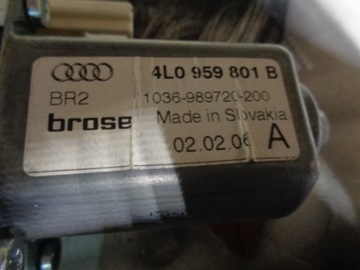 4L0 959 801 B
BR2 1036-989720-200
brose Made in Slovakia
02.02.06 A